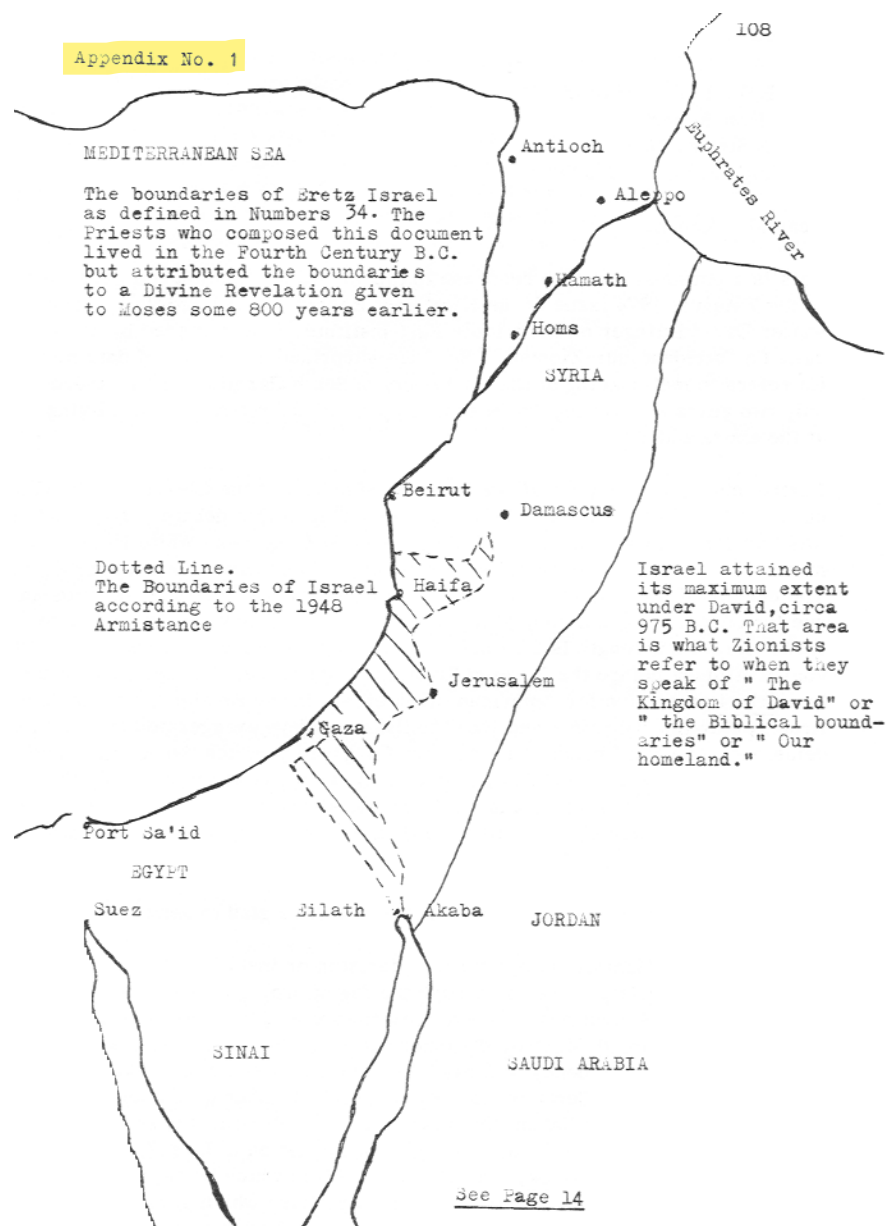 108
Appendix No. 1
Euphrates River
Antioch
MEDITERRANEAN SEA
Aleppo
The boundaries of Eretz Israel
as defined in Numbers 34. The
Priests who composed this document
lived in the Fourth Century B.C.
but attributed the boundaries
to a Divine Revelation given
to Moses some 800 years earlier.
Hamath
Homs
SYRIA
Beirut
Damascus
Dotted Line.
The Boundaries of Israel
according to the 1948
Armistance
Haifa
Israel attained
its maximum extent
under David,circa
975 B.C. That area
is what Zionists
refer to when they
speak of " The
Kingdom of David" or
" the Biblical bound-
aries" or " Our
homeland."
Jerusalem
Gaza
Port Sa'id
EGYPT
Suez
Eilath
Akaba
JORDAN
SINAI
SAUDI ARABIA
See Page 14